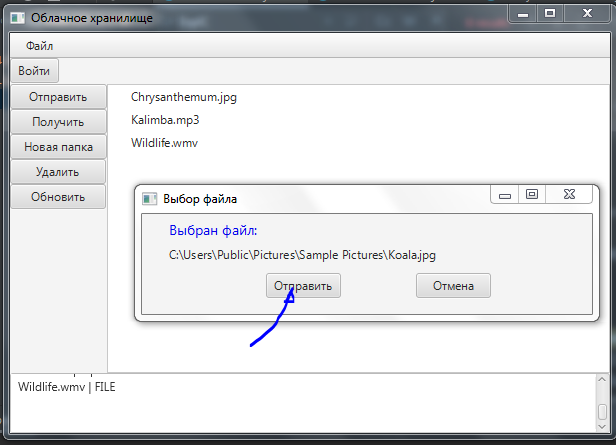 Облачное хранилище
Файл
Войти
Отправить
Получить
Новая папка
Удалить
Обновить
Chrysanthemum.jpg
Kalimba.mp3
Wildlife.wmv
Выбор файла
Выбран файл:
C:\Users\Public\Pictures\Sample Pictures\Koala.jpg
Отправить Отмена
Wildlife.wmv | FILE